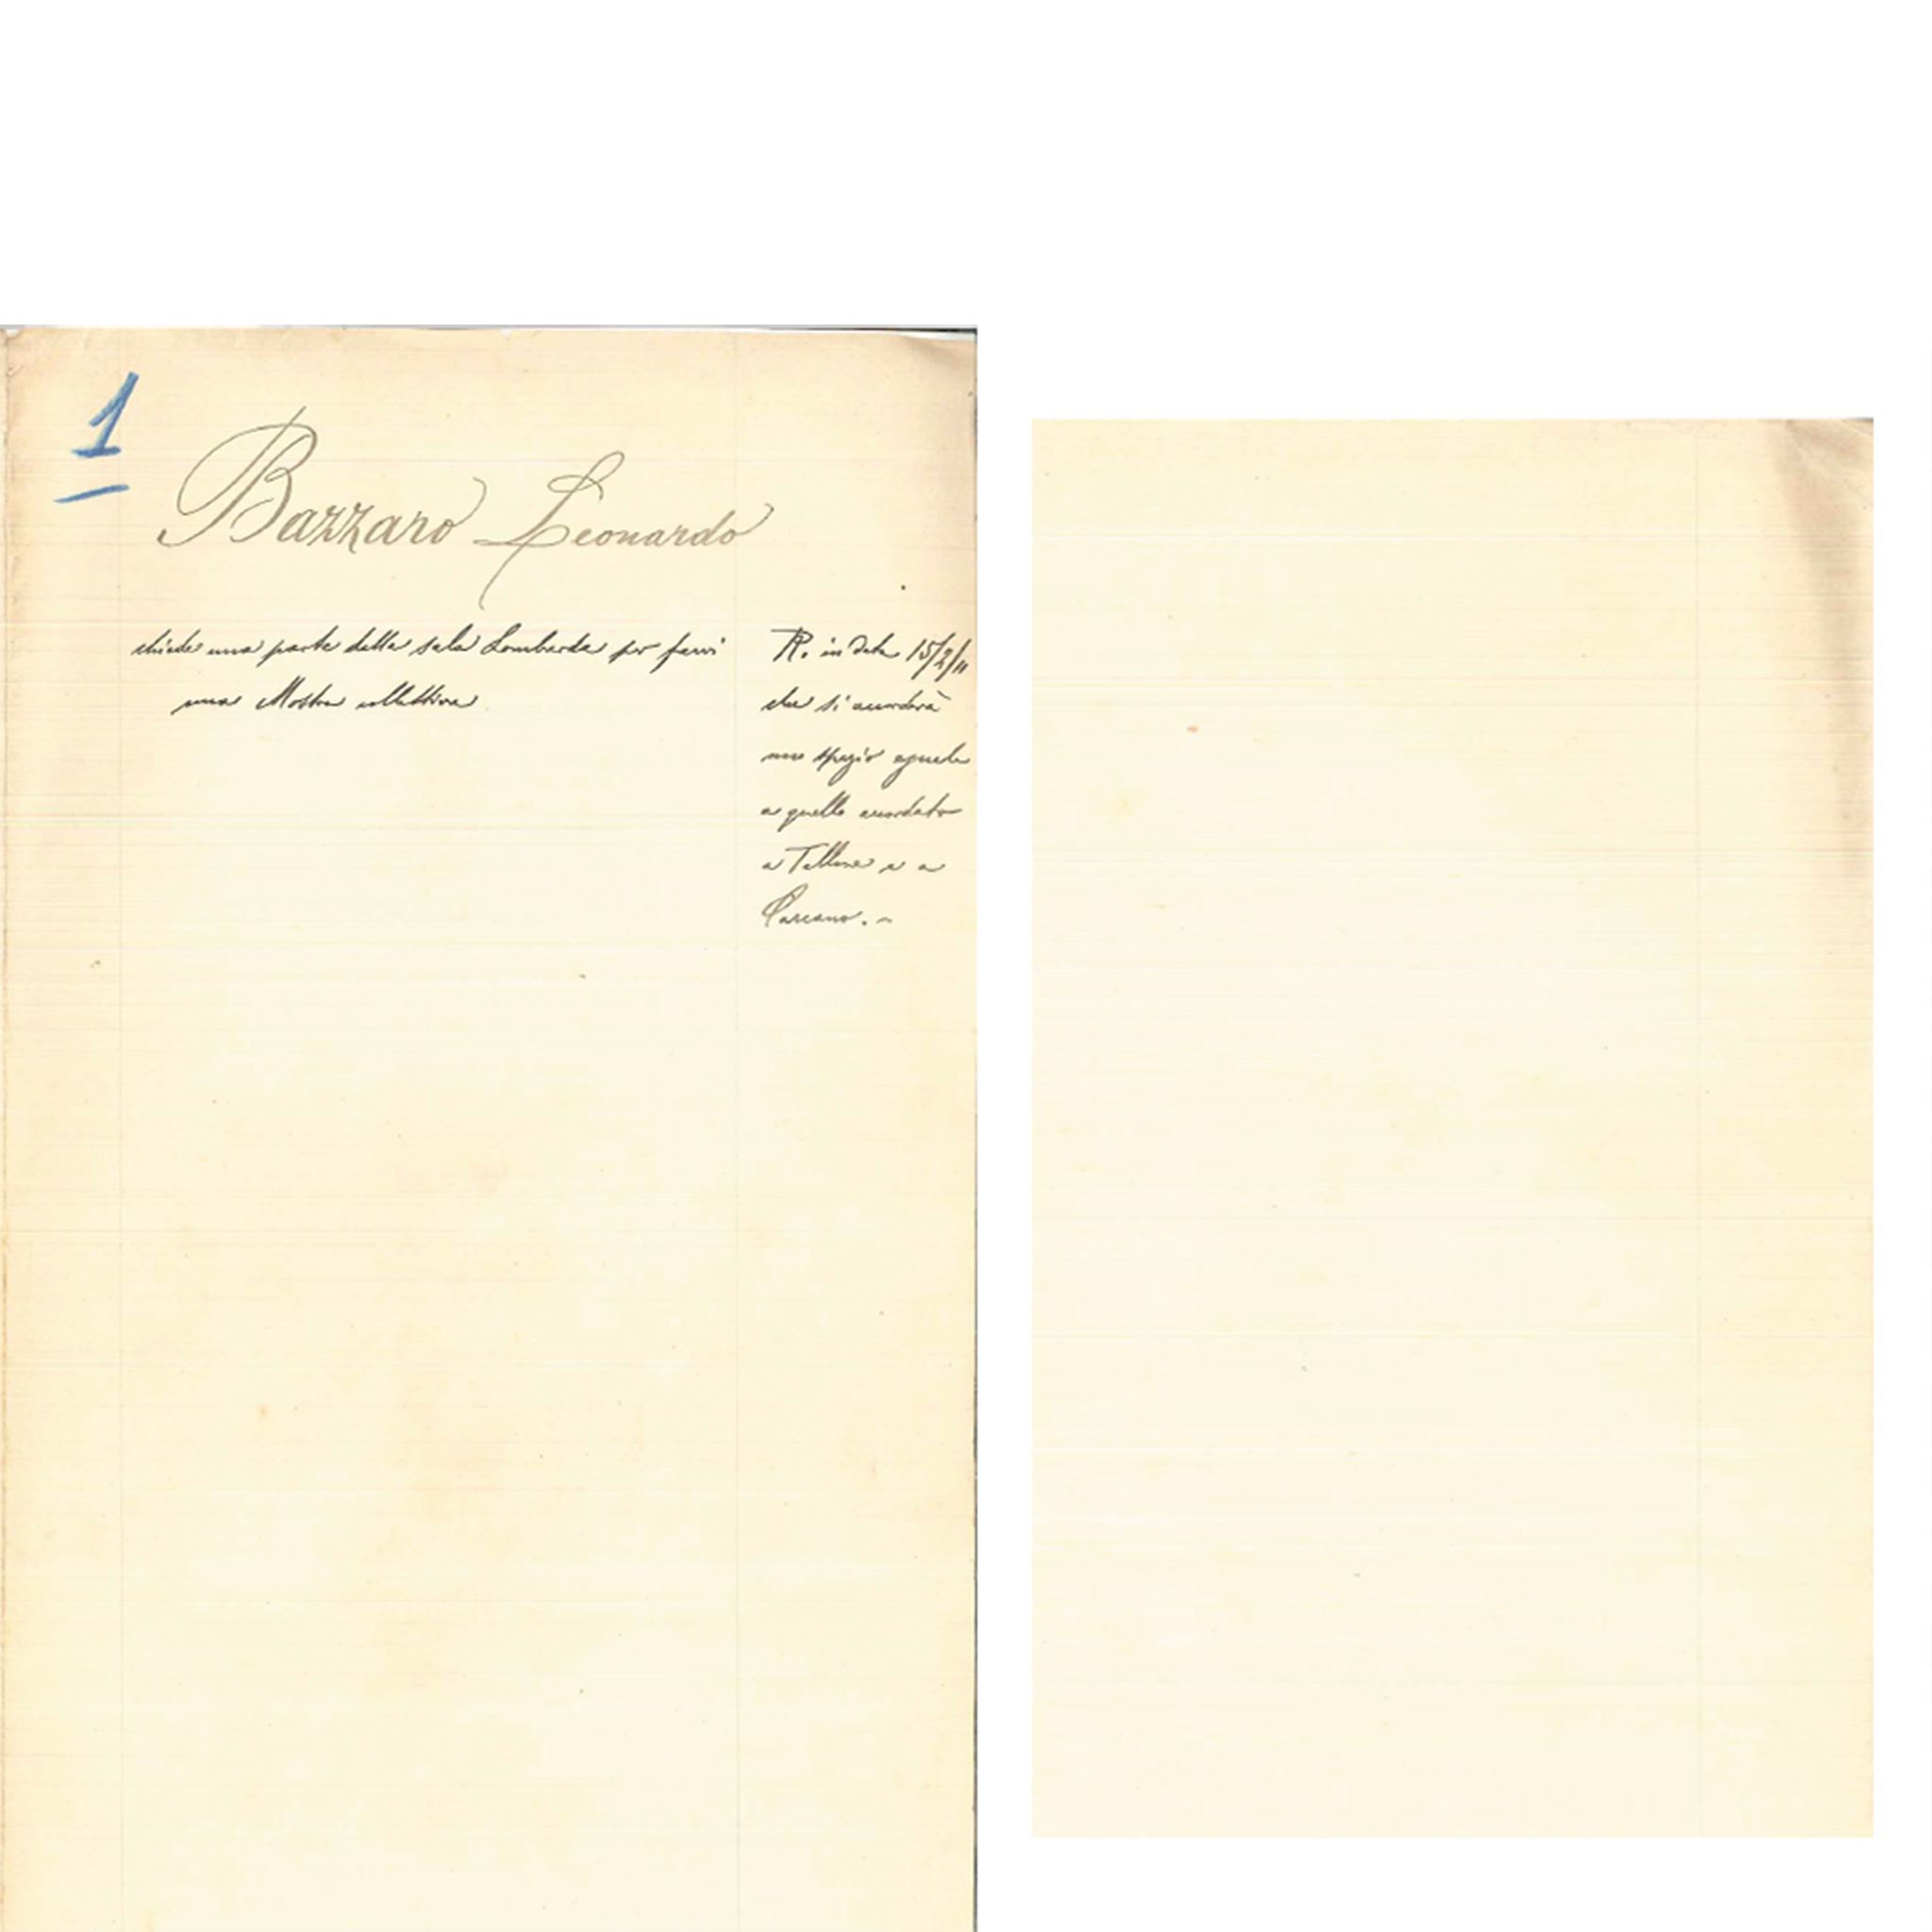 1
Bazzaro Leonardo
chiede una parte della sala Lombarda per farvi
una Mostra collettiva
R. in data 15/2/11
che si accorderà
uno spazio eguale
a quello accordato
a Tallone e a
Carcano. ~